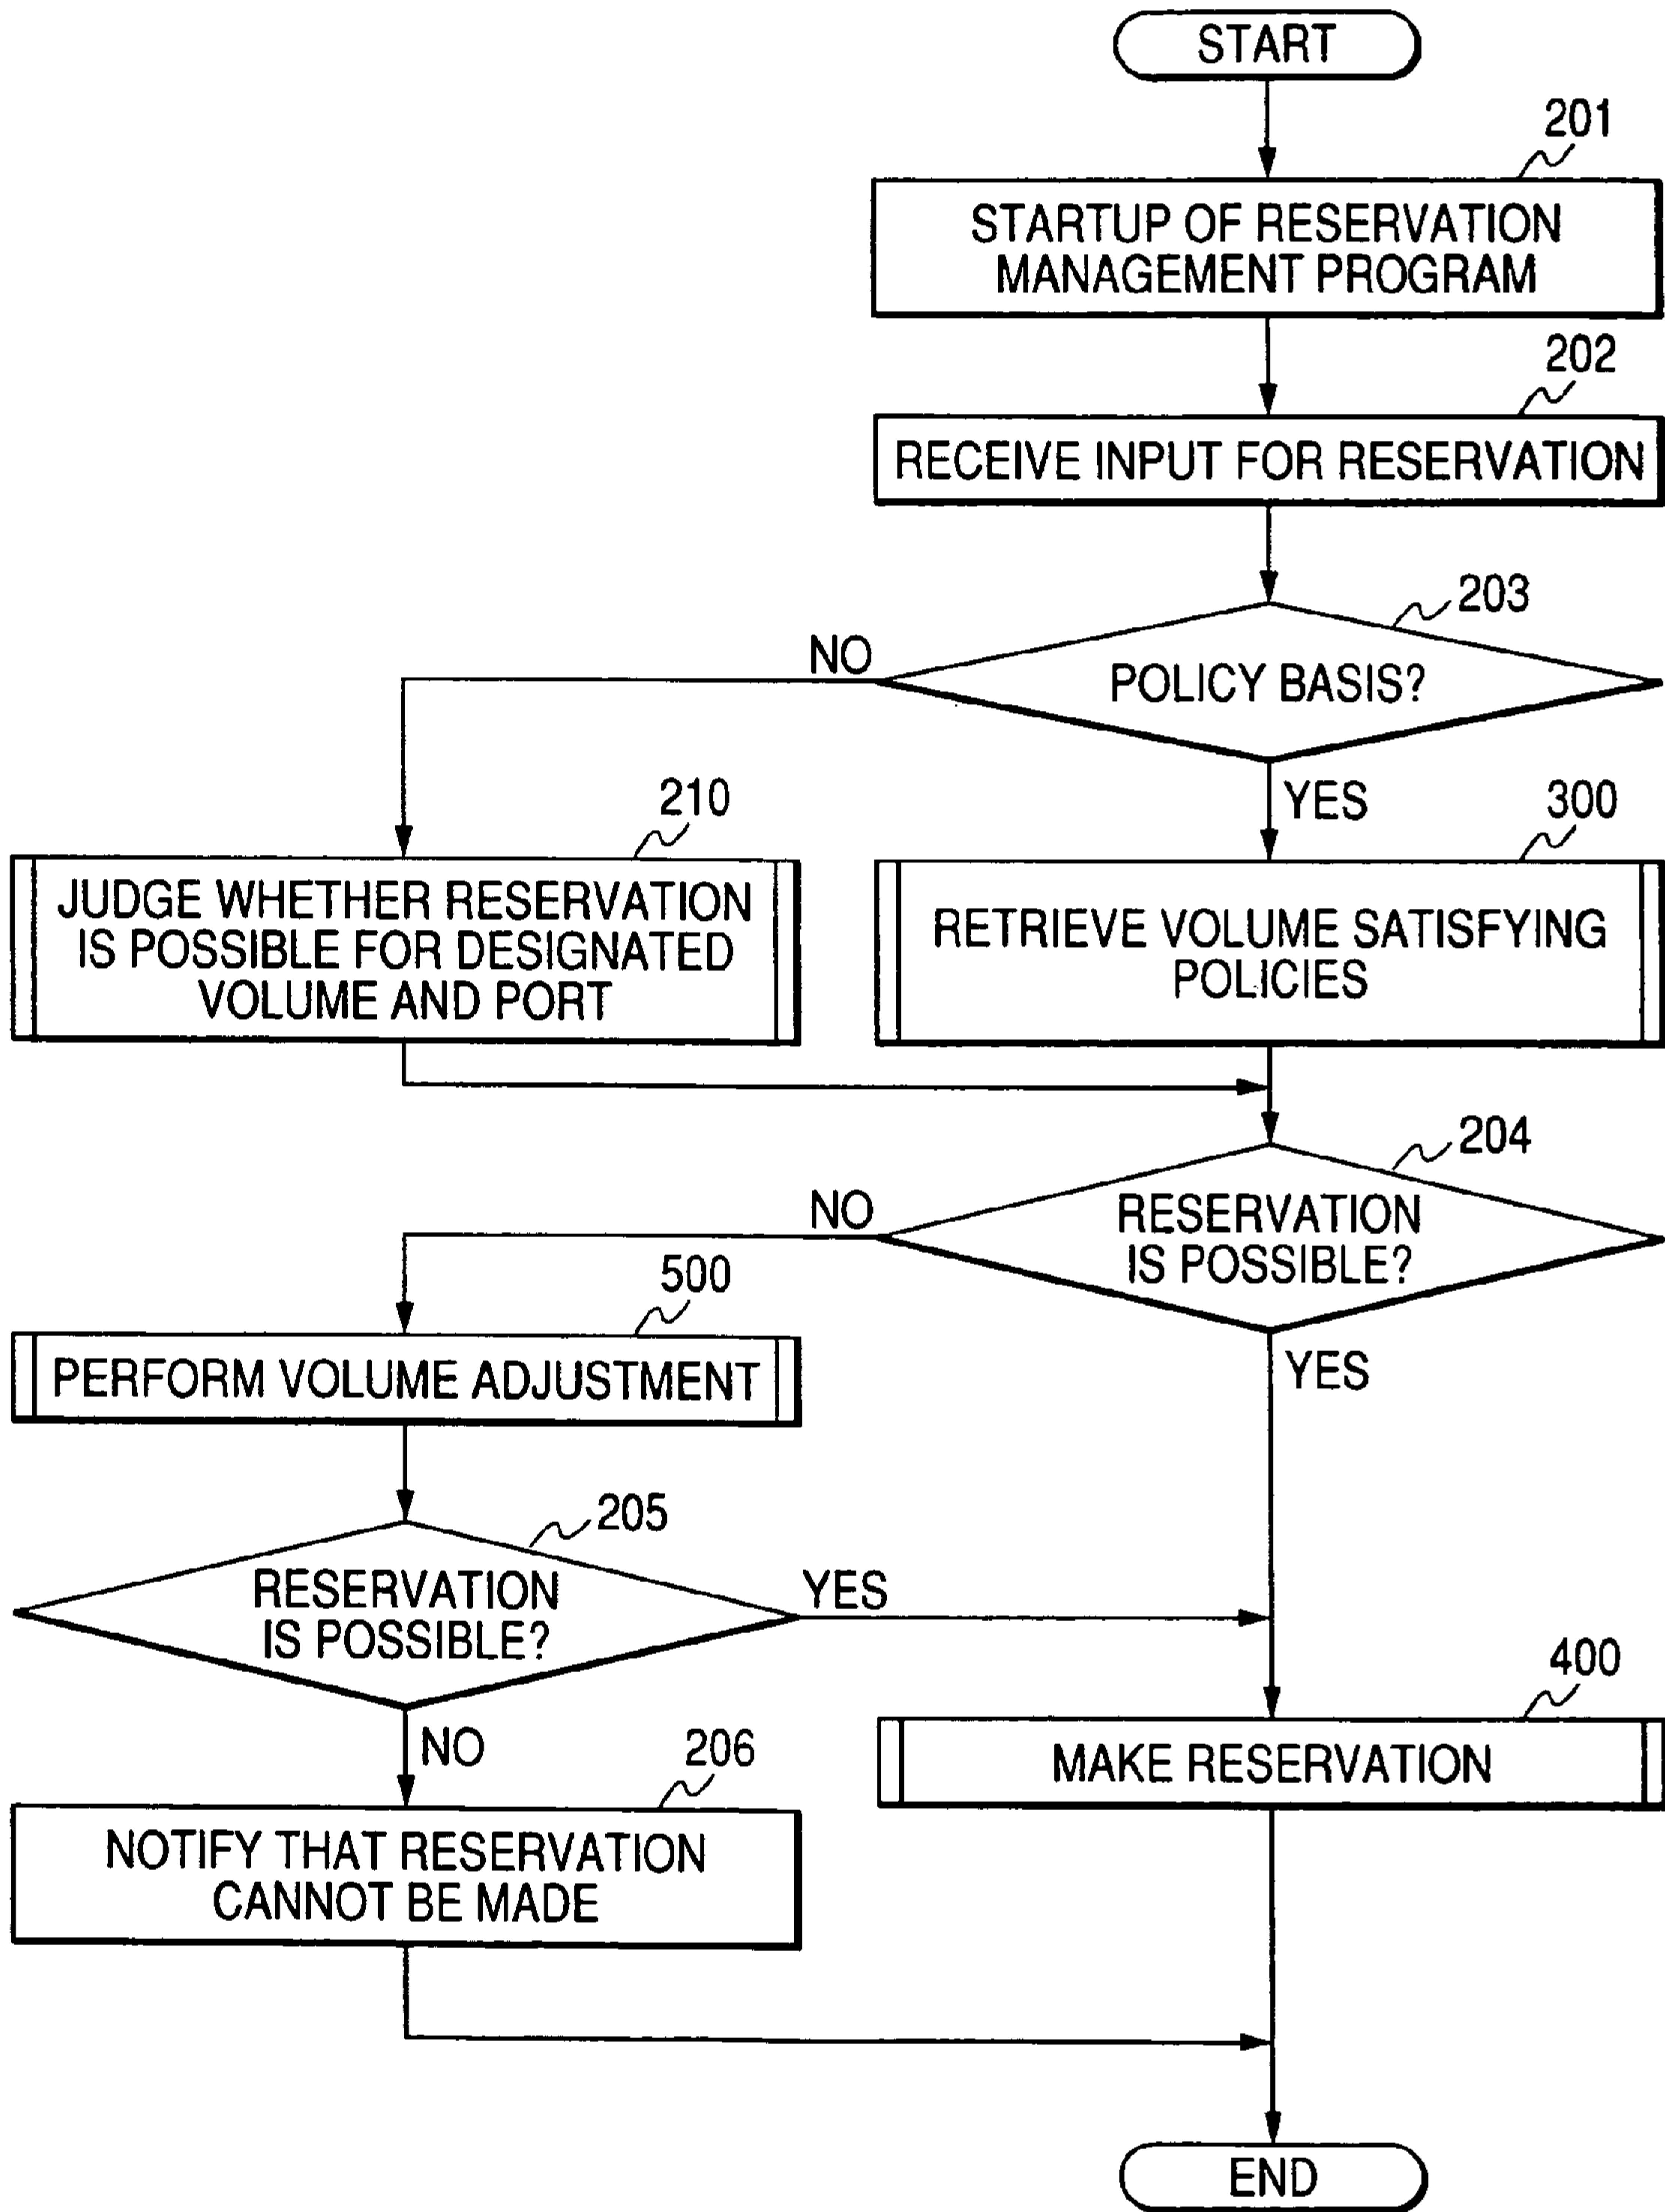 START
201
STARTUP OF RESERVATION
MANAGEMENT PROGRAM
202
RECEIVE INPUT FOR RESERVATION
203
NO
POLICY BASIS?
YES
210
300
JUDGE WHETHER RESERVATION
IS POSSIBLE FOR DESIGNATED
VOLUME AND PORT
RETRIEVE VOLUME SATISFYING
POLICIES
204
NO
RESERVATION
IS POSSIBLE?
YES
500
PERFORM VOLUME ADJUSTMENT
205
RESERVATION
IS POSSIBLE?
YES
NO
400
MAKE RESERVATION
206
NOTIFY THAT RESERVATION
CANNOT BE MADE
END